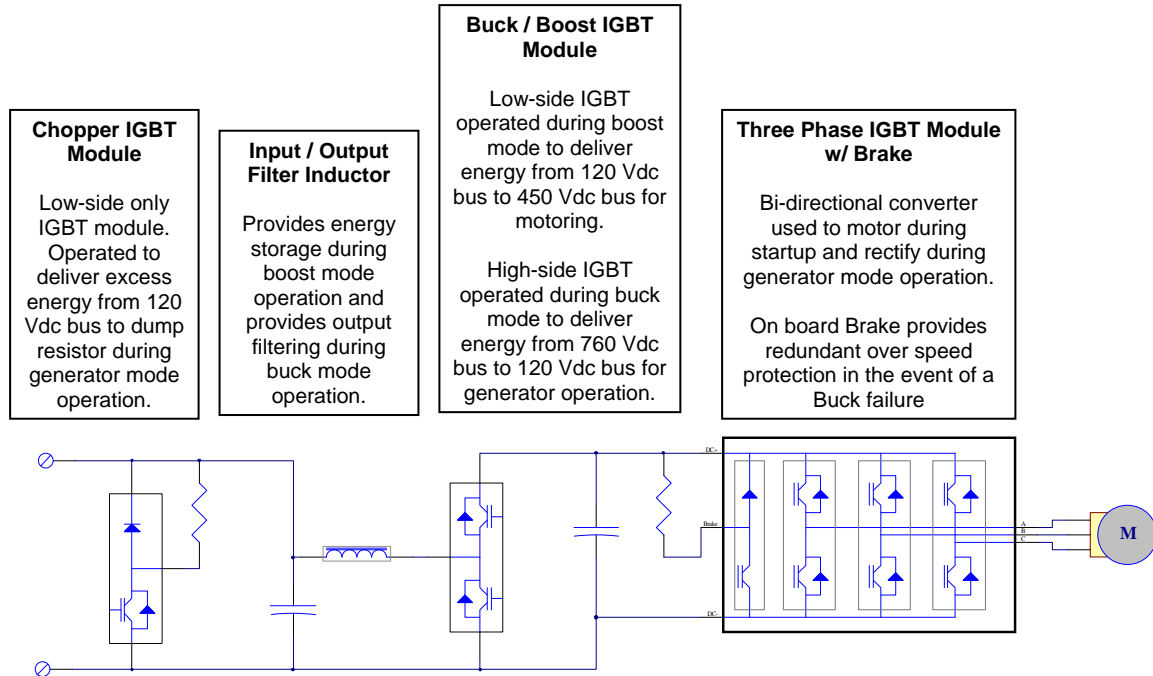 Chopper IGBT
Module
Low-side only
IGBT module.
Operated to
deliver excess
energy from 120
Vdc bus to dump
resistor during
generator mode
operation.
Input / Output
Filter Inductor
Provides energy
storage during
boost mode
operation and
provides output
filtering during
buck mode
operation.
Buck / Boost IGBT
Module
Low-side IGBT
operated during boost
mode to deliver
energy from 120 Vdc
bus to 450 Vdc bus for
motoring.
High-side IGBT
operated during buck
mode to deliver
energy from 760 Vdc
bus to 120 Vdc bus for
generator operation.
Three Phase IGBT Module
w/ Brake
Bi-directional converter
used to motor during
startup and rectify during
generator mode operation.
On board Brake provides
redundant over speed
protection in the event of a
Buck failure
DC+
Brake
DC-
A
B
C
M